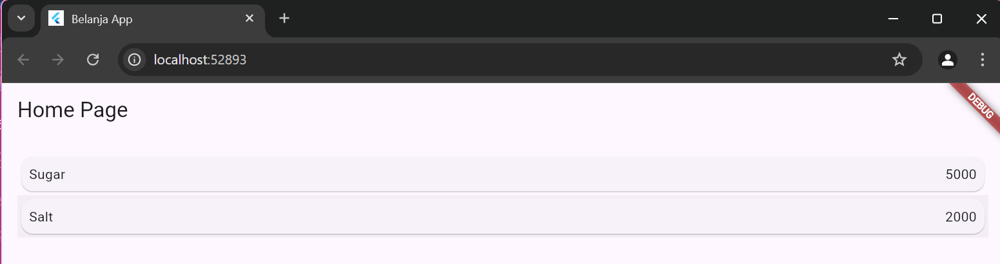 Belanja App
localhost:52893
Home Page
DEBUG
Sugar 5000
Salt 2000